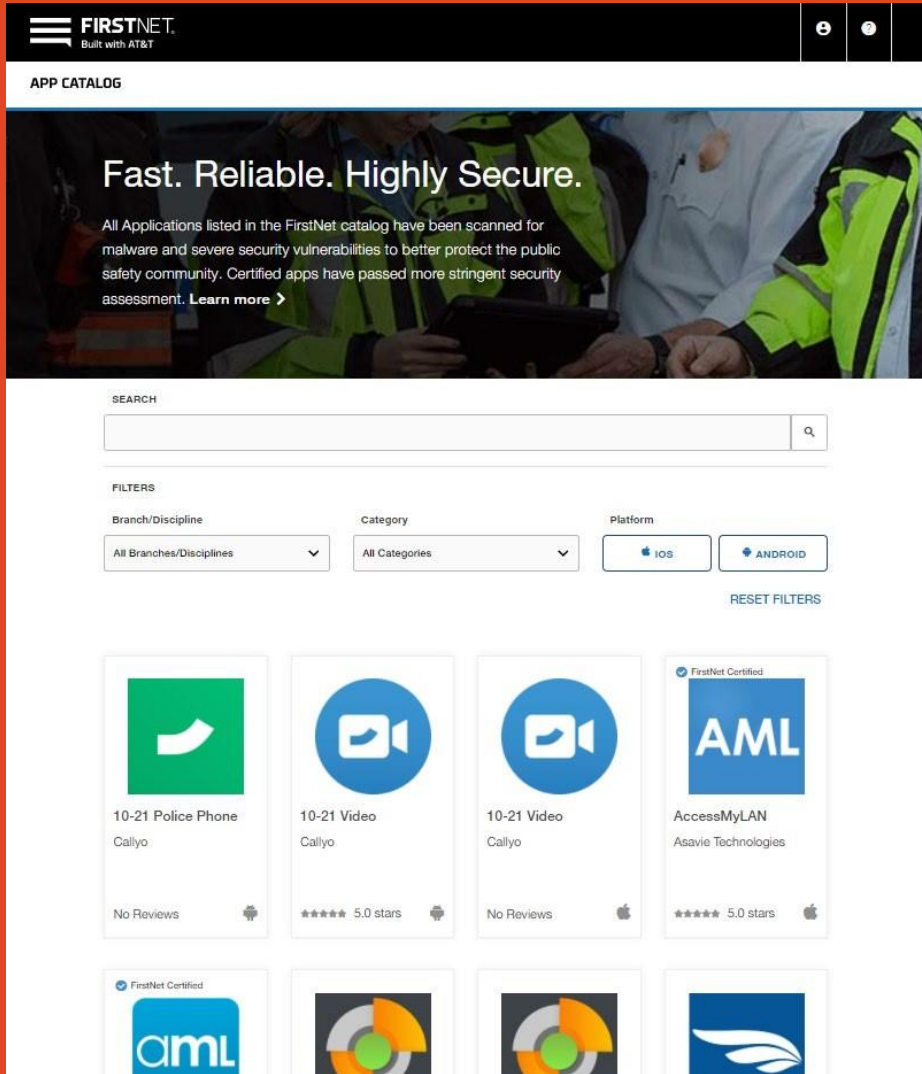 FIRSTNET.
Built with AT&T
APP CATALOG
Fast. Reliable. Highly Secure.
All Applications listed in the FirstNet catalog have been scanned for
malware and severe security vulnerabilities to better protect the public
safety community. Certified apps have passed more stringent security
assessment. Learn more >
SEARCH
FILTERS
Branch/Discipline Category Platform
All Branches/Disciplines All Categories iOS ANDROID
RESET FILTERS
FirstNet Certified
AML
10-21 Police Phone 10-21 Video 10-21 Video AccessMyLAN
Callyo Callyo Callyo Asavie Technologies
No Reviews 5.0 stars No Reviews 5.0 stars
FirstNet Certified
aml